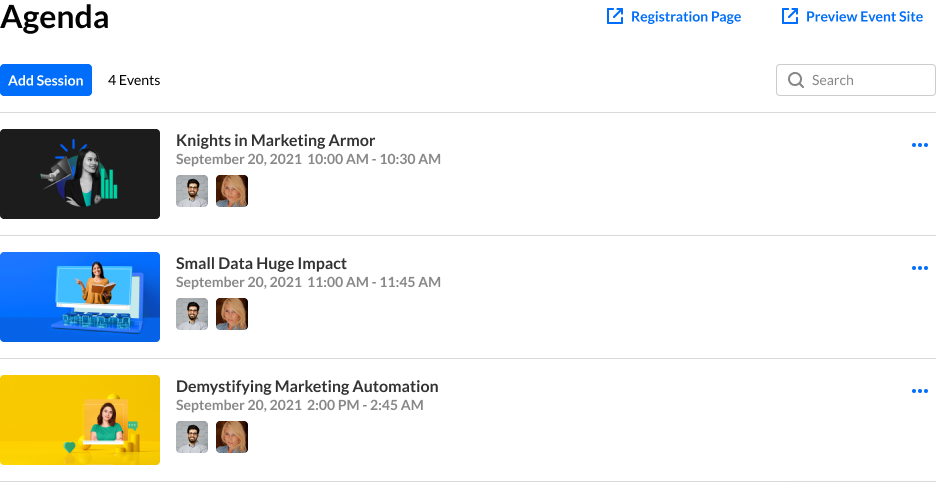 Agenda
Registration Page
Preview Event Site
Add Session
4 Events
Search
Knights in Marketing Armor
September 20, 2021 10:00 AM - 10:30 AM
Small Data Huge Impact
September 20, 2021 11:00 AM - 11:45 AM
Demystifying Marketing Automation
September 20, 2021 2:00 PM - 2:45 AM